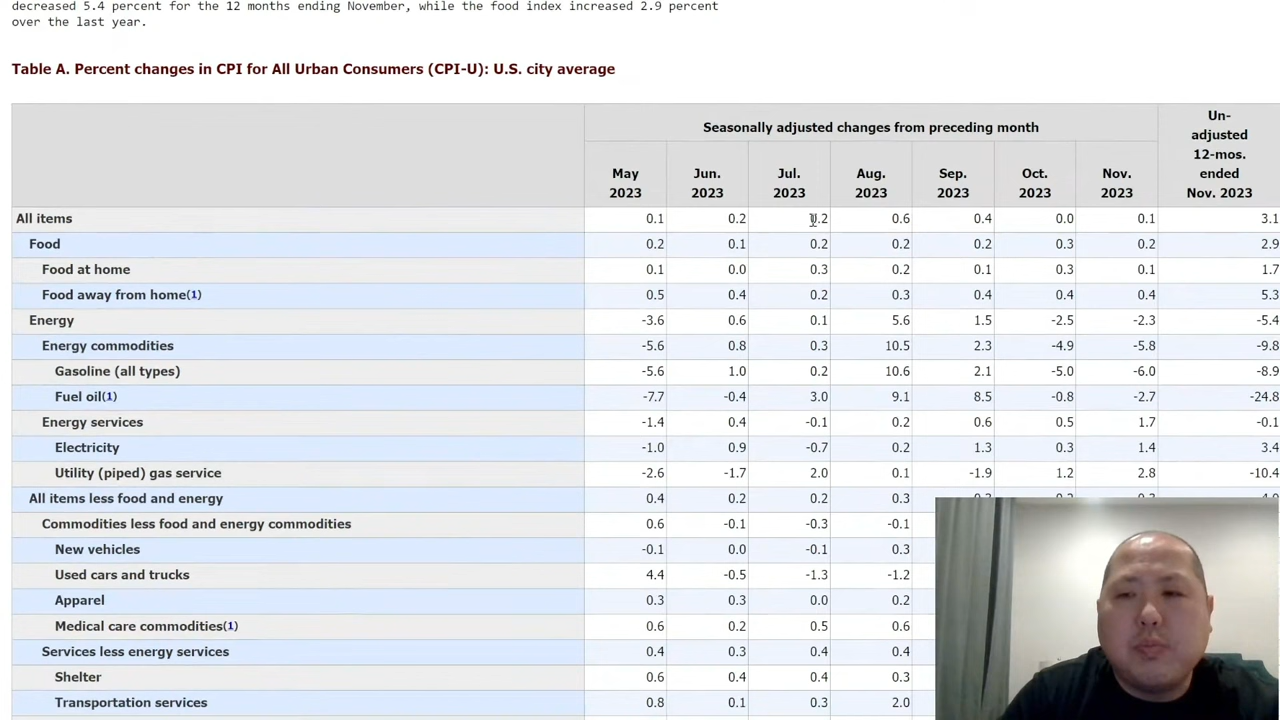 decreased 5.4 percent for the 12 months ending November, while the food index increased 2.9 percent
over the last year.
Table A. Percent changes in CPI for All Urban Consumers (CPI-U): U.S. city average
Seasonally adjusted changes from preceding month
Un-
adjusted
12-mos.
ended
Nov. 2023
May 2023
Jun. 2023
Jul. 2023
Aug. 2023
Sep. 2023
Oct. 2023
Nov. 2023
All items 0.1 0.2 0.2 0.6 0.4 0.0 0.1 3.1
Food 0.2 0.1 0.2 0.2 0.2 0.3 0.2 2.9
Food at home 0.1 0.0 0.3 0.2 0.1 0.3 0.1 1.7
Food away from home(1) 0.5 0.4 0.2 0.3 0.4 0.4 0.4 5.3
Energy -3.6 0.6 0.1 5.6 1.5 -2.5 -2.3 -5.4
Energy commodities -5.6 0.8 0.3 10.5 2.3 -4.9 -5.8 -9.8
Gasoline (all types) -5.6 1.0 0.2 10.6 2.1 -5.0 -6.0 -8.9
Fuel oil(1) -7.7 -0.4 3.0 9.1 8.5 -0.8 -2.7 -24.8
Energy services -1.4 0.4 -0.1 0.2 0.6 0.5 1.7 -0.1
Electricity -1.0 0.9 -0.7 0.2 1.3 0.3 1.4 3.4
Utility (piped) gas service -2.6 -1.7 2.0 0.1 -1.9 1.2 2.8 -10.4
All items less food and energy 0.4 0.2 0.2 0.3
Commodities less food and energy commodities 0.6 -0.1 -0.3 -0.1
New vehicles -0.1 0.0 -0.1 0.3
Used cars and trucks 4.4 -0.5 -1.3 -1.2
Apparel 0.3 0.3 0.0 0.2
Medical care commodities(1) 0.6 0.2 0.5 0.6
Services less energy services 0.4 0.3 0.4 0.4
Shelter 0.6 0.4 0.4 0.3
Transportation services 0.8 0.1 0.3 2.0